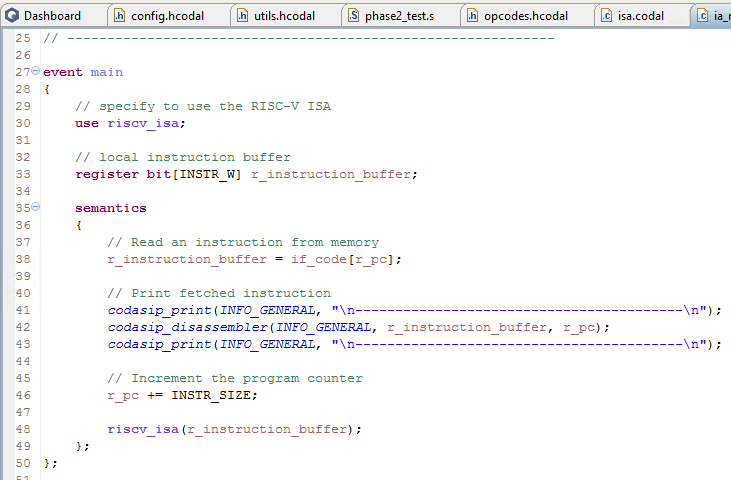 Dashboard config.hcodal utils.hcodal phase2_test.s opcodes.hcodal isa.codal
25 // -------------------------------------------------------------
26
27 event main
28 {
29     // specify to use the RISC-V ISA
30     use riscv_isa;
31
32     // local instruction buffer
33     register bit[INSTR_W] r_instruction_buffer;
34
35     semantics
36     {
37         // Read an instruction from memory
38         r_instruction_buffer = if_code[r_pc];
39
40         // Print fetched instruction
41         codasip_print(INFO_GENERAL, "\n-----------------------------------------\n");
42         codasip_disassembler(INFO_GENERAL, r_instruction_buffer, r_pc);
43         codasip_print(INFO_GENERAL, "\n-----------------------------------------\n");
44
45         // Increment the program counter
46         r_pc += INSTR_SIZE;
47
48         riscv_isa(r_instruction_buffer);
49     };
50 };